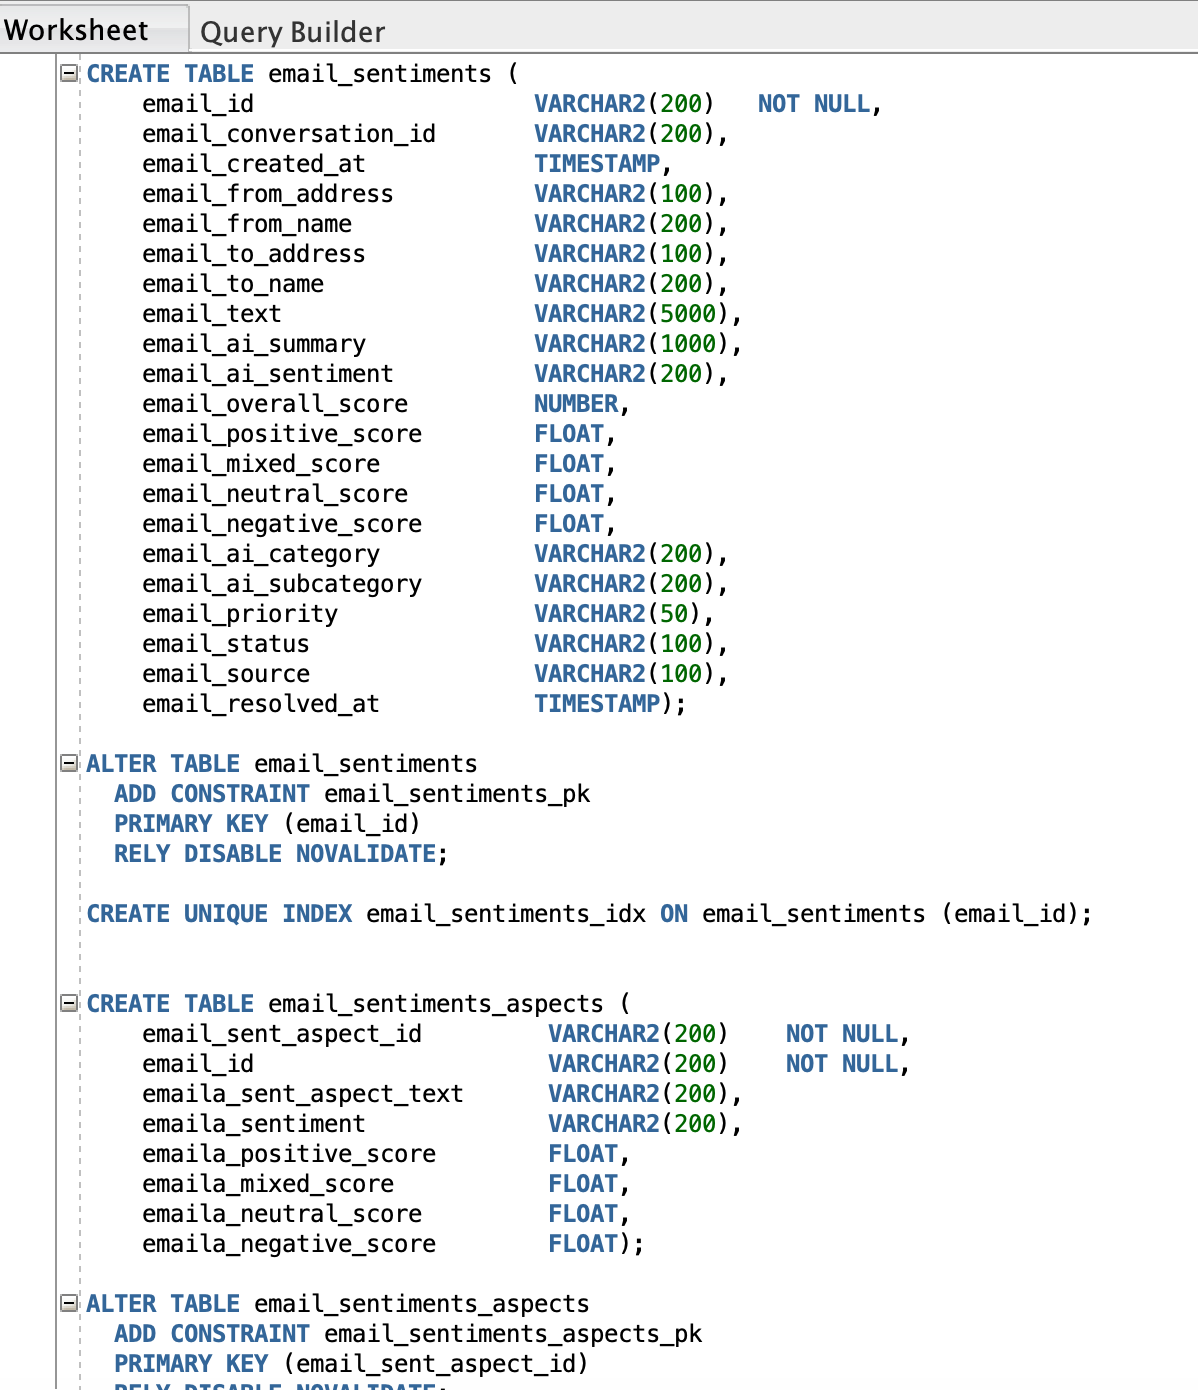 Worksheet Query Builder
CREATE TABLE email_sentiments (
email_id VARCHAR2(200) NOT NULL,
email_conversation_id VARCHAR2(200),
email_created_at TIMESTAMP,
email_from_address VARCHAR2(100),
email_from_name VARCHAR2(200),
email_to_address VARCHAR2(100),
email_to_name VARCHAR2(200),
email_text VARCHAR2(5000),
email_ai_summary VARCHAR2(1000),
email_ai_sentiment VARCHAR2(200),
email_overall_score NUMBER,
email_positive_score FLOAT,
email_mixed_score FLOAT,
email_neutral_score FLOAT,
email_negative_score FLOAT,
email_ai_category VARCHAR2(200),
email_ai_subcategory VARCHAR2(200),
email_priority VARCHAR2(50),
email_status VARCHAR2(100),
email_source VARCHAR2(100),
email_resolved_at TIMESTAMP);
ALTER TABLE email_sentiments
ADD CONSTRAINT email_sentiments_pk
PRIMARY KEY (email_id)
RELY DISABLE NOVALIDATE;
CREATE UNIQUE INDEX email_sentiments_idx ON email_sentiments (email_id);
CREATE TABLE email_sentiments_aspects (
email_sent_aspect_id VARCHAR2(200) NOT NULL,
email_id VARCHAR2(200) NOT NULL,
emaila_sent_aspect_text VARCHAR2(200),
emaila_sentiment VARCHAR2(200),
emaila_positive_score FLOAT,
emaila_mixed_score FLOAT,
emaila_neutral_score FLOAT,
emaila_negative_score FLOAT);
ALTER TABLE email_sentiments_aspects
ADD CONSTRAINT email_sentiments_aspects_pk
PRIMARY KEY (email_sent_aspect_id)
RELY DISABLE NOVALIDATE;